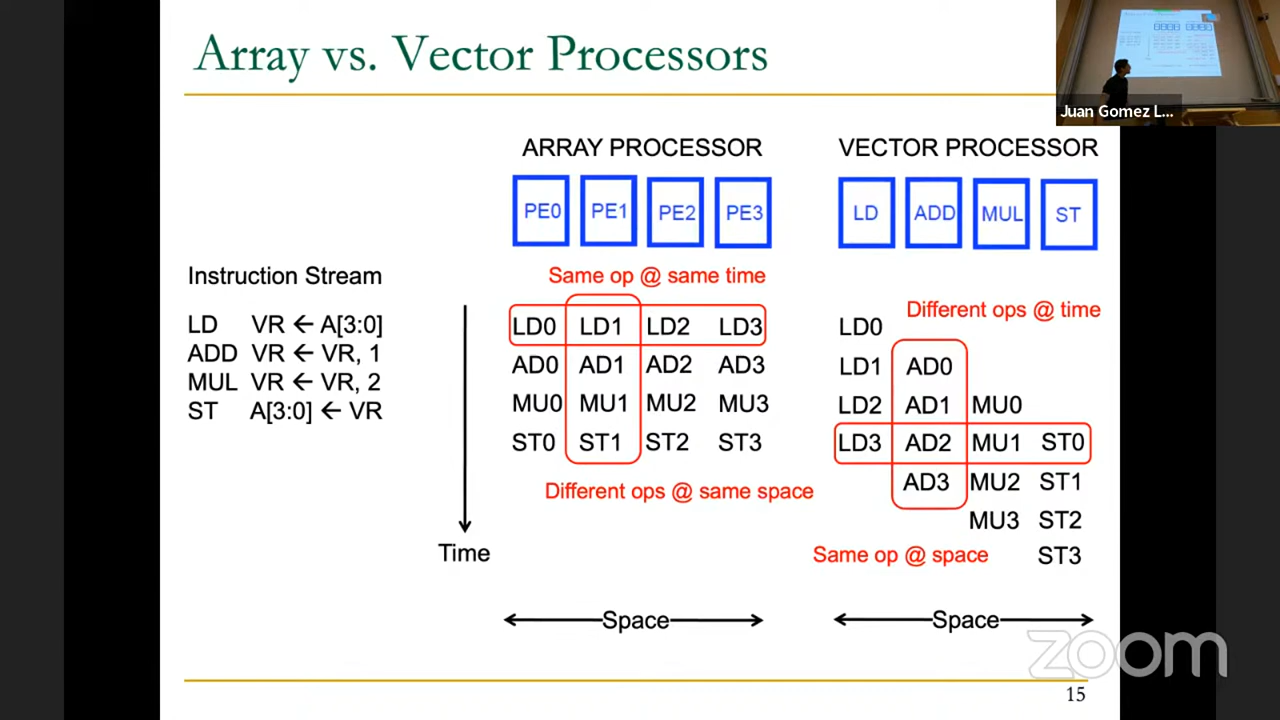 Array vs. Vector Processors
Juan Gomez L...
ARRAY PROCESSOR
VECTOR PROCESSOR
PE0 PE1 PE2 PE3
LD ADD MUL ST
Instruction Stream
LD VR ← A[3:0]
ADD VR ← VR, 1
MUL VR ← VR, 2
ST A[3:0] ← VR
Time
Same op @ same time
LD0 LD1 LD2 LD3
AD0 AD1 AD2 AD3
MU0 MU1 MU2 MU3
ST0 ST1 ST2 ST3
Different ops @ same space
Space
Different ops @ time
LD0
LD1 AD0
LD2 AD1 MU0
LD3 AD2 MU1 ST0
AD3 MU2 ST1
MU3 ST2
Same op @ space
ST3
Space
zoom
15